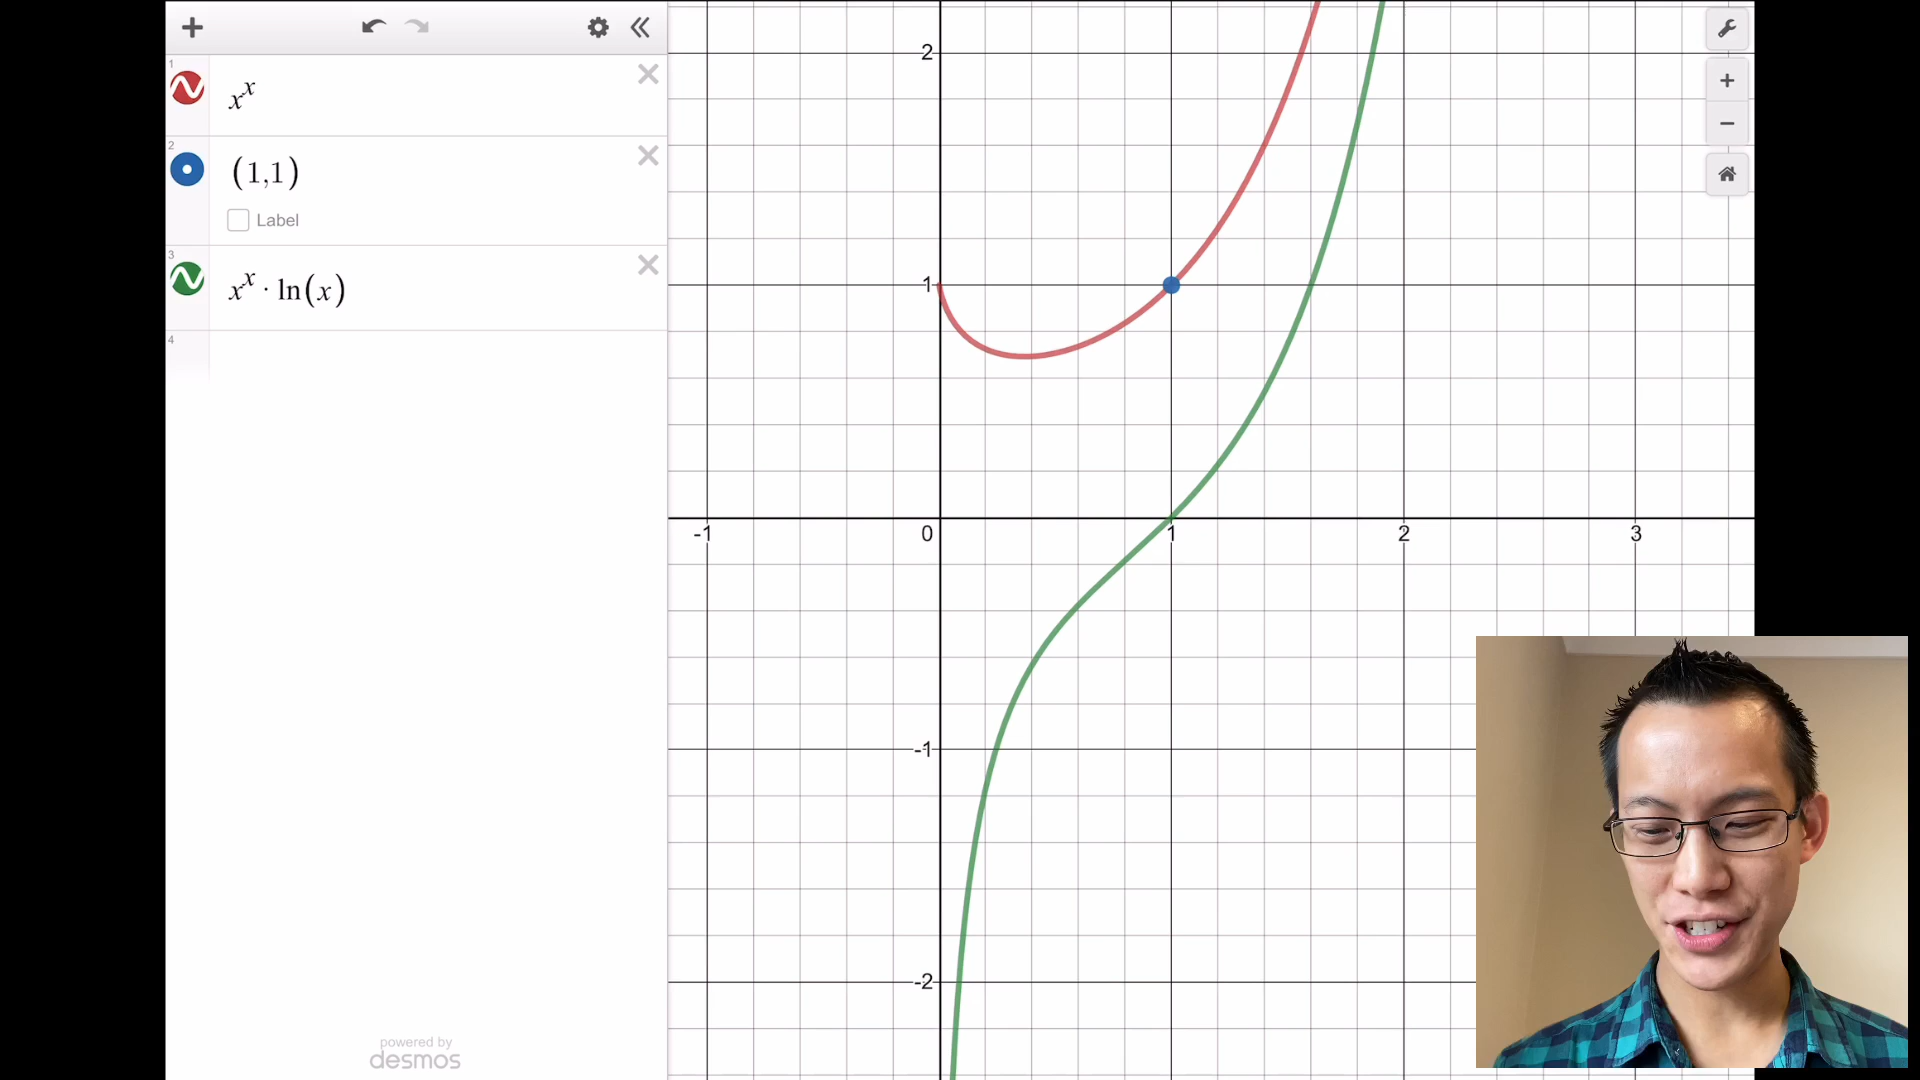 1
x^x
2
(1,1)
Label
3
x^x · ln(x)
4
powered by
desmos
2
1
-1 0 1 2 3
-1
-2